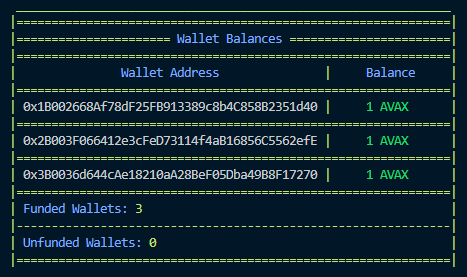 Wallet Balances
Wallet Address | Balance
0x1B002668Af78dF25FB913389c8b4C858B2351d40 | 1 AVAX
0x2B003F066412e3cFeD73114f4aB16856C5562efE | 1 AVAX
0x3B0036d644cAe18210aA28BeF05Dba49B8F17270 | 1 AVAX
Funded Wallets: 3
Unfunded Wallets: 0